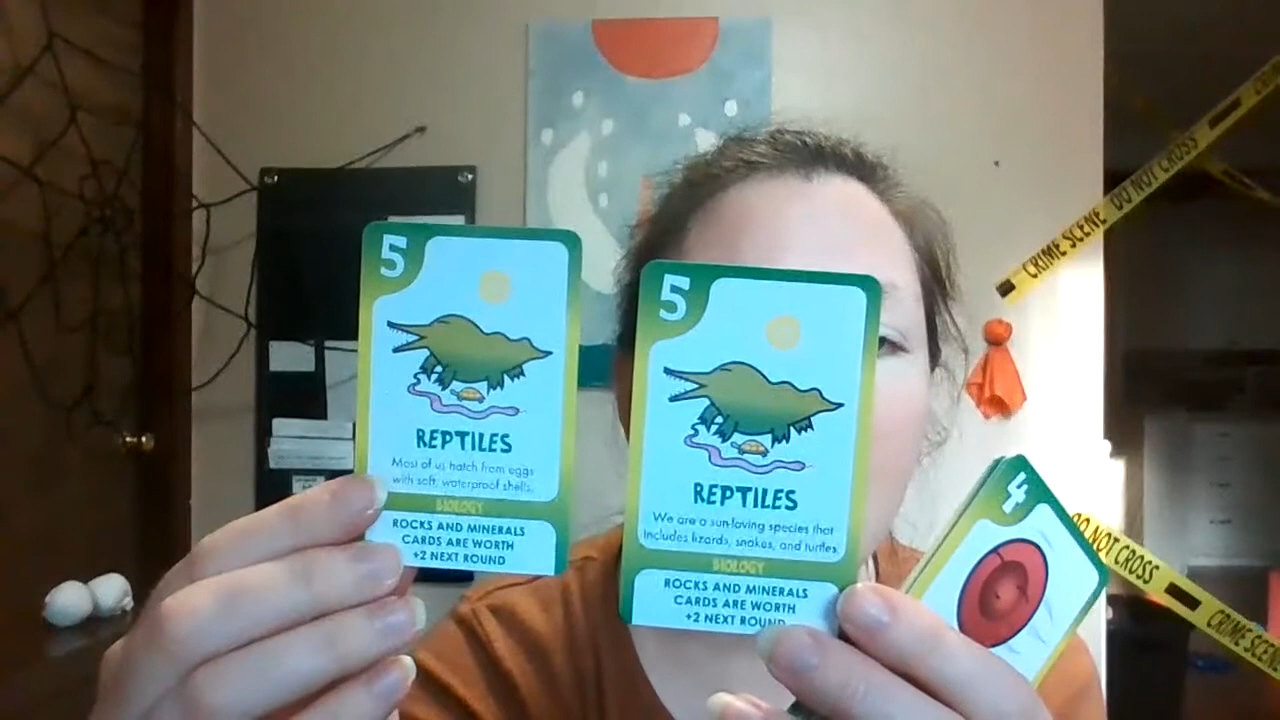 5
REPTILES
Most of us hatch from eggs
with soft, waterproof shells.
BIOLOGY
ROCKS AND MINERALS
CARDS ARE WORTH
+2 NEXT ROUND
5
REPTILES
We are a sun-loving species that
includes lizards, snakes, and turtles.
BIOLOGY
ROCKS AND MINERALS
CARDS ARE WORTH
+2 NEXT ROUND
4
CRIME SCENE DO NOT CROSS
DO NOT CROSS CRIME SCENE